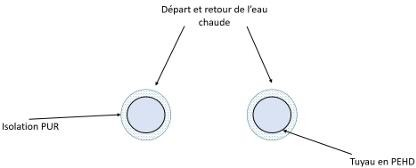 Départ et retour de l'eau
chaude
Isolation PUR
Tuyau en PEHD